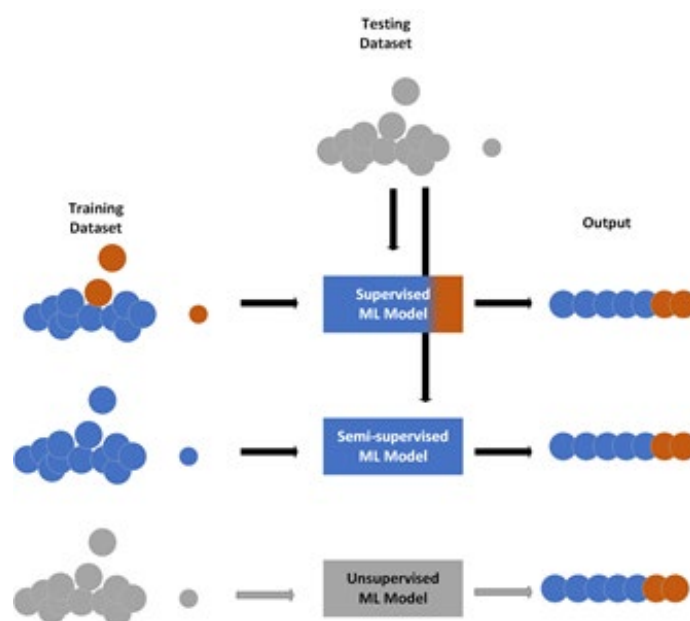 Testing
Dataset
Training
Dataset
Output
Supervised
ML Model
Semi-supervised
ML Model
Unsupervised
ML Model